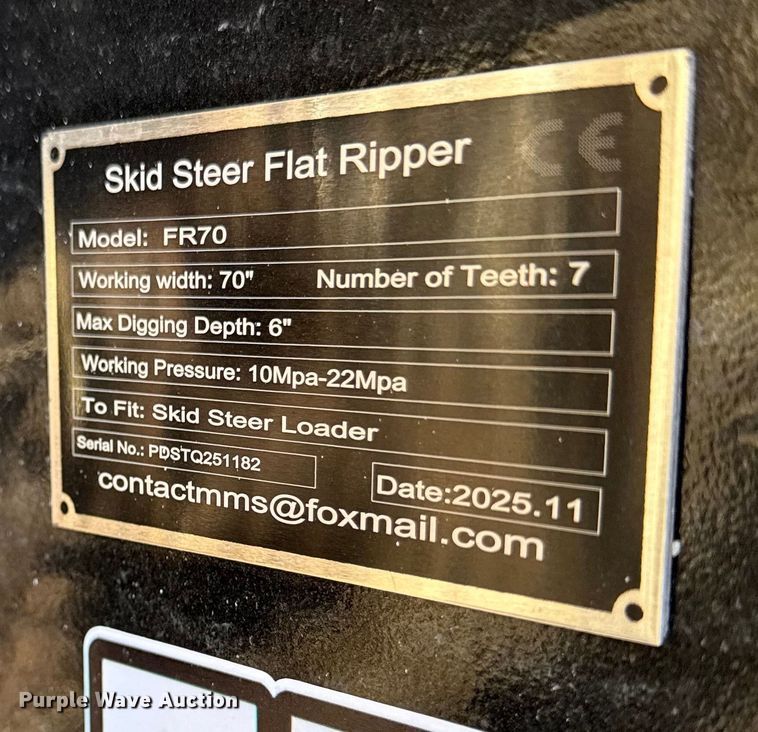 CE
Skid Steer Flat Ripper
Model: FR70
Working width: 70" Number of Teeth: 7
Max Digging Depth: 6"
Working Pressure: 10Mpa-22Mpa
To Fit: Skid Steer Loader
Serial No.: PDSTQ251182
Date:2025.11
contactmms@foxmail.com
Purple Wave Auction